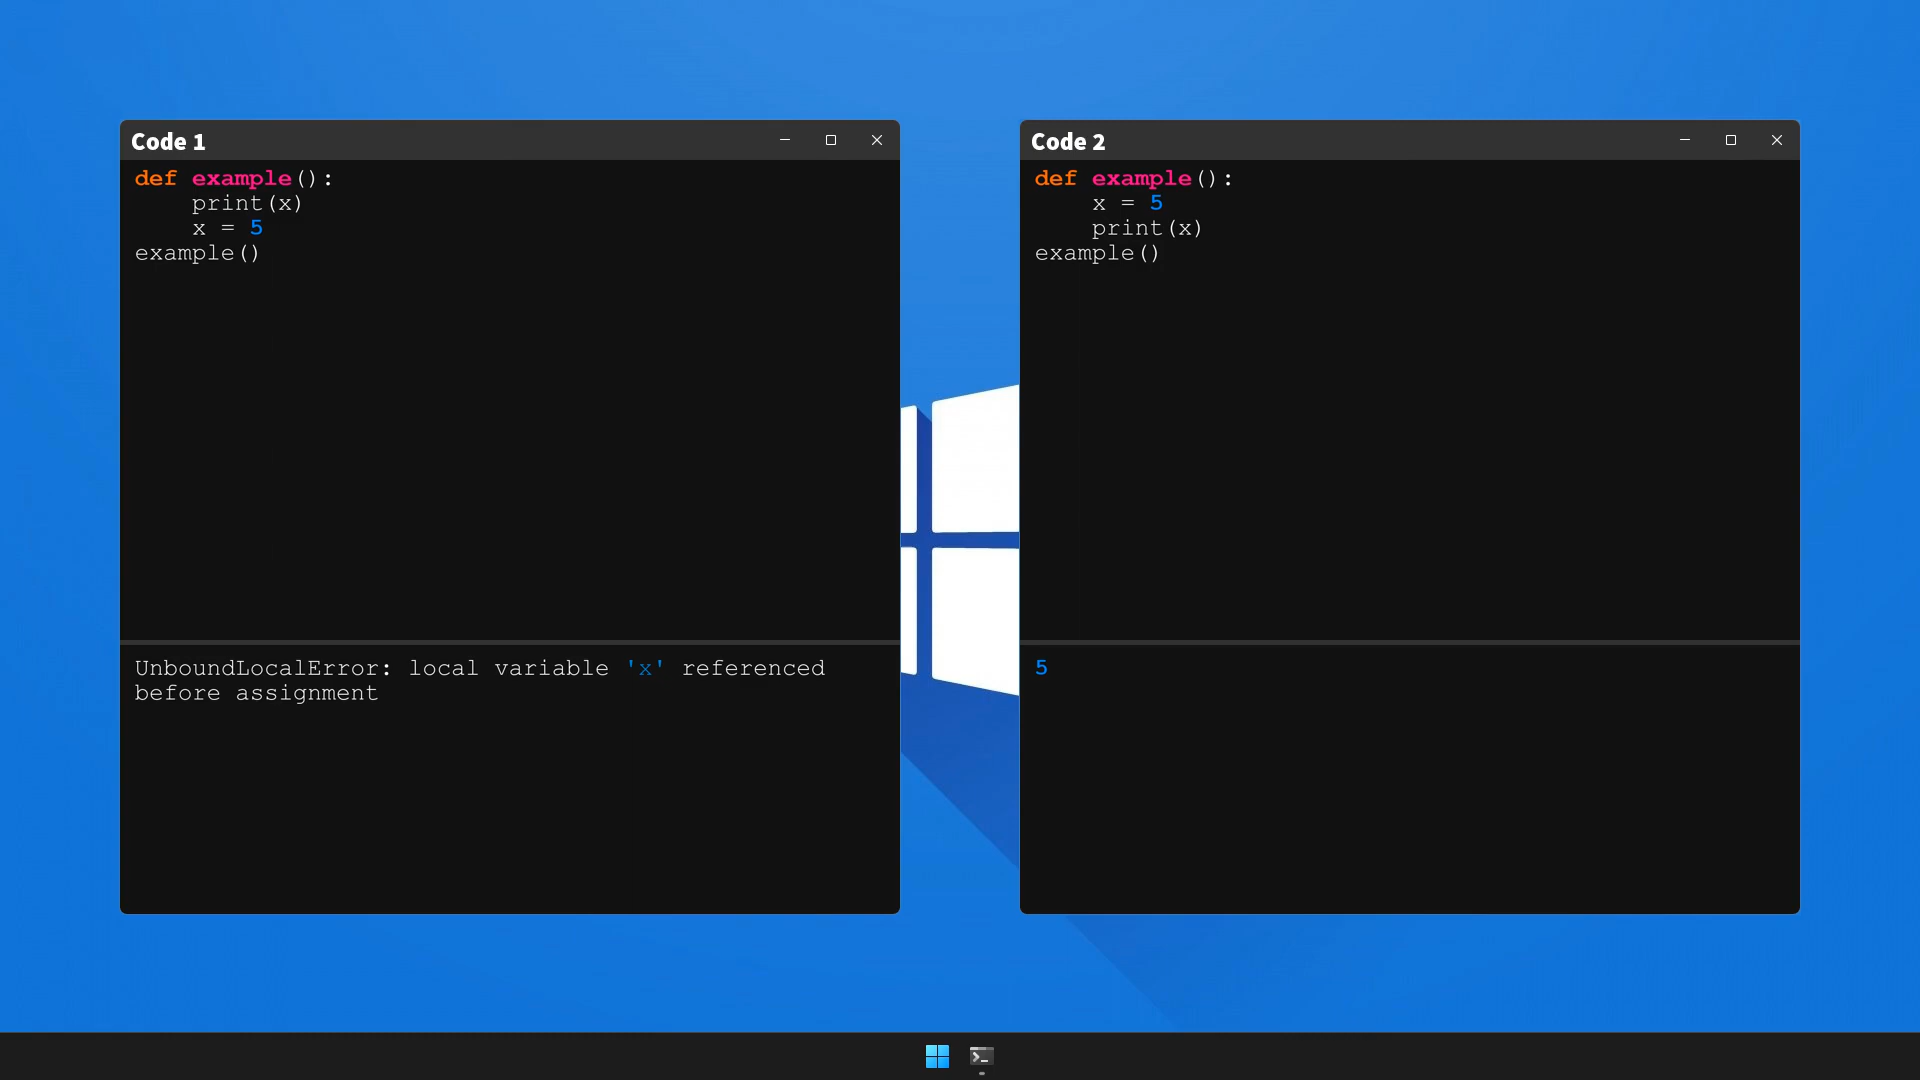 Code 1
def example():
    print(x)
    x = 5
example()
UnboundLocalError: local variable 'x' referenced
before assignment
Code 2
def example():
    x = 5
    print(x)
example()
5